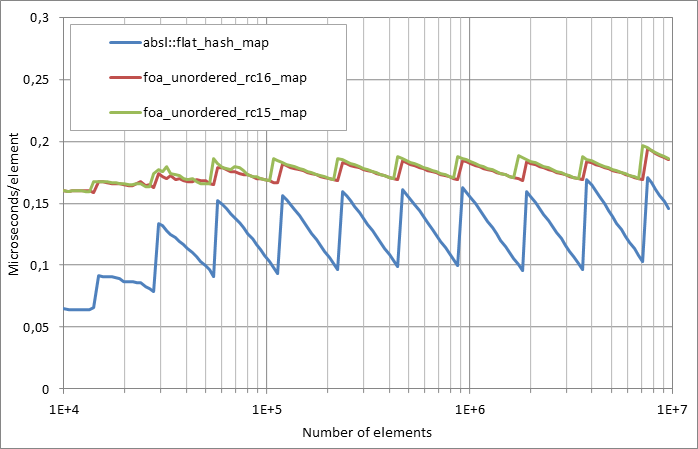 0,3
0,25
0,2
0,15
0,1
0,05
0
Microseconds/element
absl::flat_hash_map
foa_unordered_rc16_map
foa_unordered_rc15_map
1E+4 1E+5 1E+6 1E+7
Number of elements